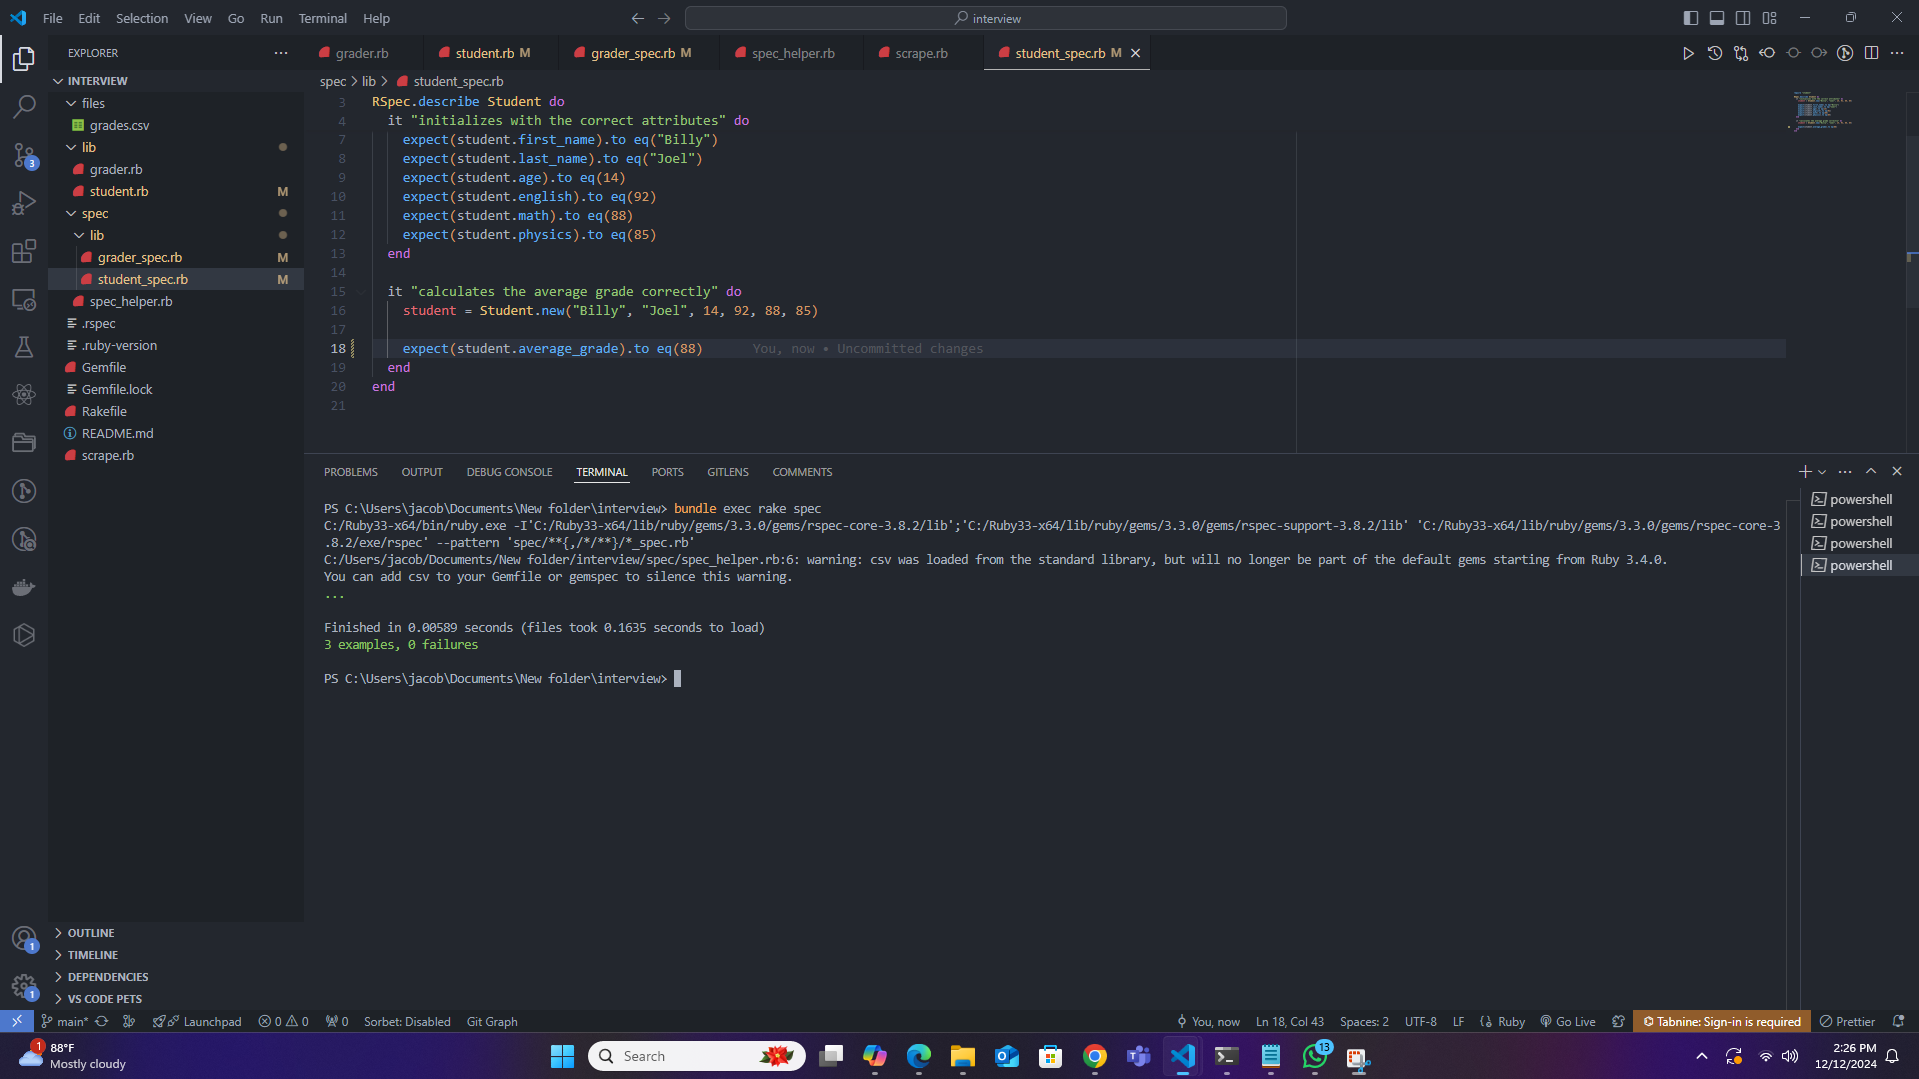 File Edit Selection View Go Run Terminal Help
interview
EXPLORER
INTERVIEW
files
grades.csv
lib
grader.rb
student.rb M
spec
lib
grader_spec.rb M
student_spec.rb M
spec_helper.rb
.rspec
.ruby-version
Gemfile
Gemfile.lock
Rakefile
README.md
scrape.rb
OUTLINE
TIMELINE
DEPENDENCIES
VS CODE PETS
3
1
1
grader.rb student.rb M grader_spec.rb M spec_helper.rb scrape.rb student_spec.rb M
spec > lib > student_spec.rb
3 RSpec.describe Student do
4 it "initializes with the correct attributes" do
7 expect(student.first_name).to eq("Billy")
8 expect(student.last_name).to eq("Joel")
9 expect(student.age).to eq(14)
10 expect(student.english).to eq(92)
11 expect(student.math).to eq(88)
12 expect(student.physics).to eq(85)
13 end
14
15 it "calculates the average grade correctly" do
16 student = Student.new("Billy", "Joel", 14, 92, 88, 85)
17
18 expect(student.average_grade).to eq(88) You, now • Uncommitted changes
19 end
20 end
21
PROBLEMS OUTPUT DEBUG CONSOLE TERMINAL PORTS GITLENS COMMENTS
PS C:\Users\jacob\Documents\New folder\interview> bundle exec rake spec
C:/Ruby33-x64/bin/ruby.exe -I'C:/Ruby33-x64/lib/ruby/gems/3.3.0/gems/rspec-core-3.8.2/lib';'C:/Ruby33-x64/lib/ruby/gems/3.3.0/gems/rspec-support-3.8.2/lib' 'C:/Ruby33-x64/lib/ruby/gems/3.3.0/gems/rspec-core-3
.8.2/exe/rspec' --pattern 'spec/**{,/*/**}/*_spec.rb'
C:/Users/jacob/Documents/New folder/interview/spec/spec_helper.rb:6: warning: csv was loaded from the standard library, but will no longer be part of the default gems starting from Ruby 3.4.0.
You can add csv to your Gemfile or gemspec to silence this warning.
...
Finished in 0.00589 seconds (files took 0.1635 seconds to load)
3 examples, 0 failures
PS C:\Users\jacob\Documents\New folder\interview>
powershell
powershell
powershell
powershell
main* Launchpad 0 0 0 Sorbet: Disabled Git Graph You, now Ln 18, Col 43 Spaces: 2 UTF-8 LF Ruby Go Live Tabnine: Sign-in is required Prettier
1
88°F
Mostly cloudy
Search
13
2:26 PM
12/12/2024